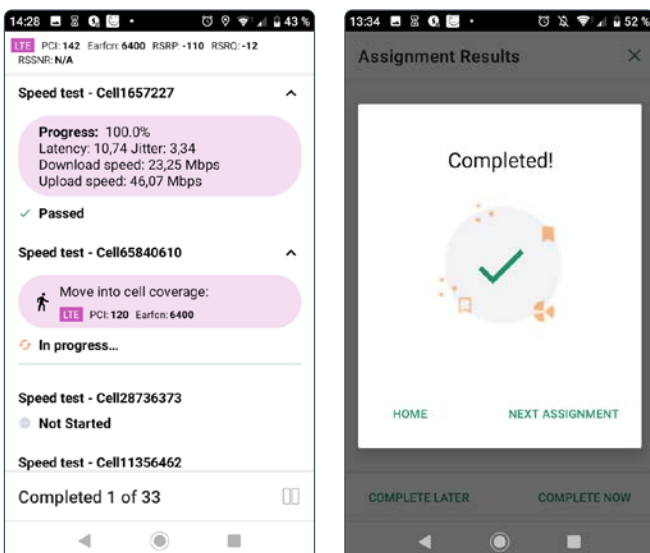 14:28 43 %
LTE PCI: 142 Earfcn: 6400 RSRP: -110 RSRQ: -12
RSSNR: N/A
Speed test - Cell1657227
Progress: 100.0%
Latency: 10,74 Jitter: 3,34
Download speed: 23,25 Mbps
Upload speed: 46,07 Mbps
Passed
Speed test - Cell65840610
Move into cell coverage:
LTE PCI: 120 Earfcn: 6400
In progress...
Speed test - Cell28736373
Not Started
Speed test - Cell11356462
Completed 1 of 33
13:34 52 %
Assignment Results
Completed!
HOME NEXT ASSIGNMENT
COMPLETE LATER COMPLETE NOW